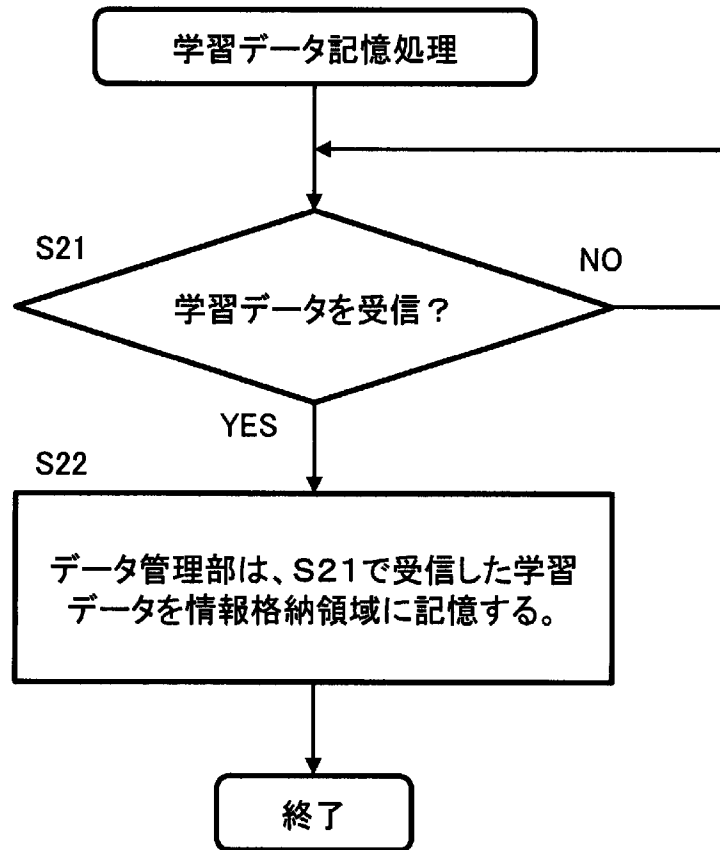 学習データ記憶処理
S21
NO
学習データを受信？
YES
S22
データ管理部は、S21で受信した学習
データを情報格納領域に記憶する。
終了